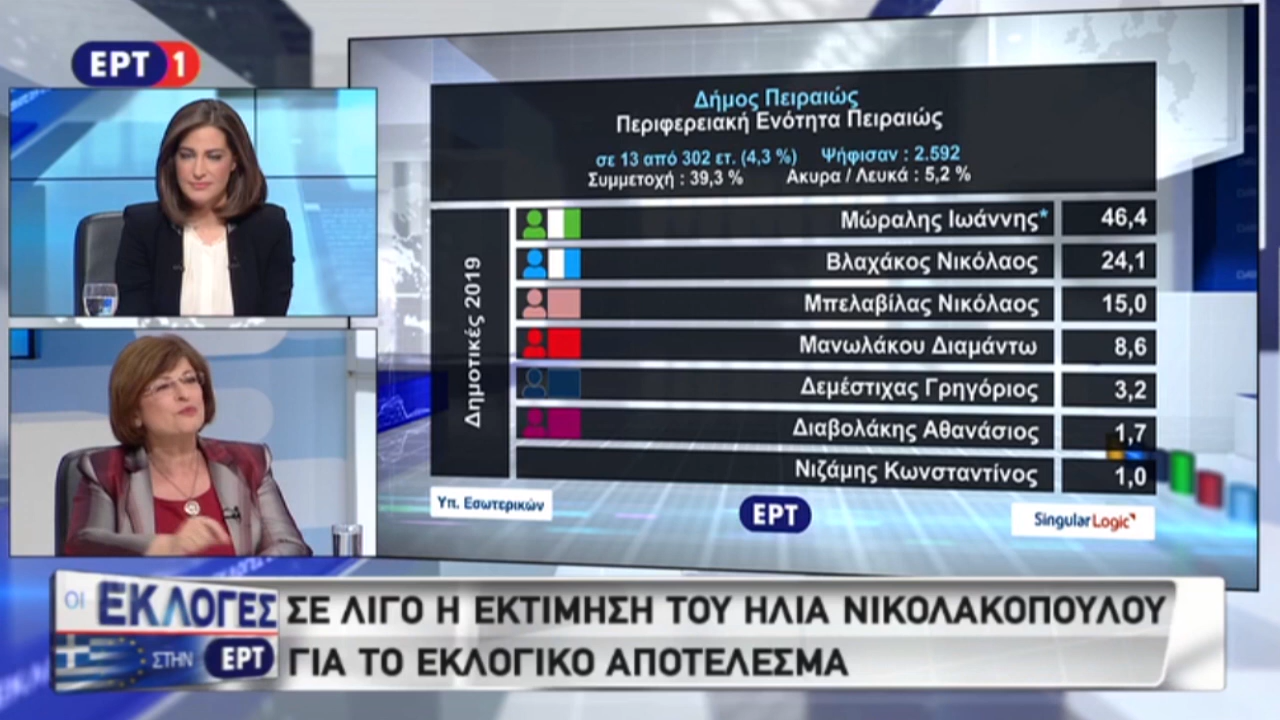 ΕΡΤ 1
Δήμος Πειραιώς
Περιφερειακή Ενότητα Πειραιώς
σε 13 από 302 ετ. (4,3 %) Ψήφισαν : 2.592
Συμμετοχή : 39,3 % Άκυρα / Λευκά : 5,2 %
Δημοτικές 2019
Μώραλης Ιωάννης* 46,4
Βλαχάκος Νικόλαος 24,1
Μπελαβίλας Νικόλαος 15,0
Μανωλάκου Διαμάντω 8,6
Δεμέστιχας Γρηγόριος 3,2
Διαβολάκης Αθανάσιος 1,7
Νιζάμης Κωνσταντίνος 1,0
Υπ. Εσωτερικών
ΕΡΤ
SingularLogic
ΟΙ ΕΚΛΟΓΕΣ
ΣΤΗΝ ΕΡΤ
ΣΕ ΛΙΓΟ Η ΕΚΤΙΜΗΣΗ ΤΟΥ ΗΛΙΑ ΝΙΚΟΛΑΚΟΠΟΥΛΟΥ
ΓΙΑ ΤΟ ΕΚΛΟΓΙΚΟ ΑΠΟΤΕΛΕΣΜΑ